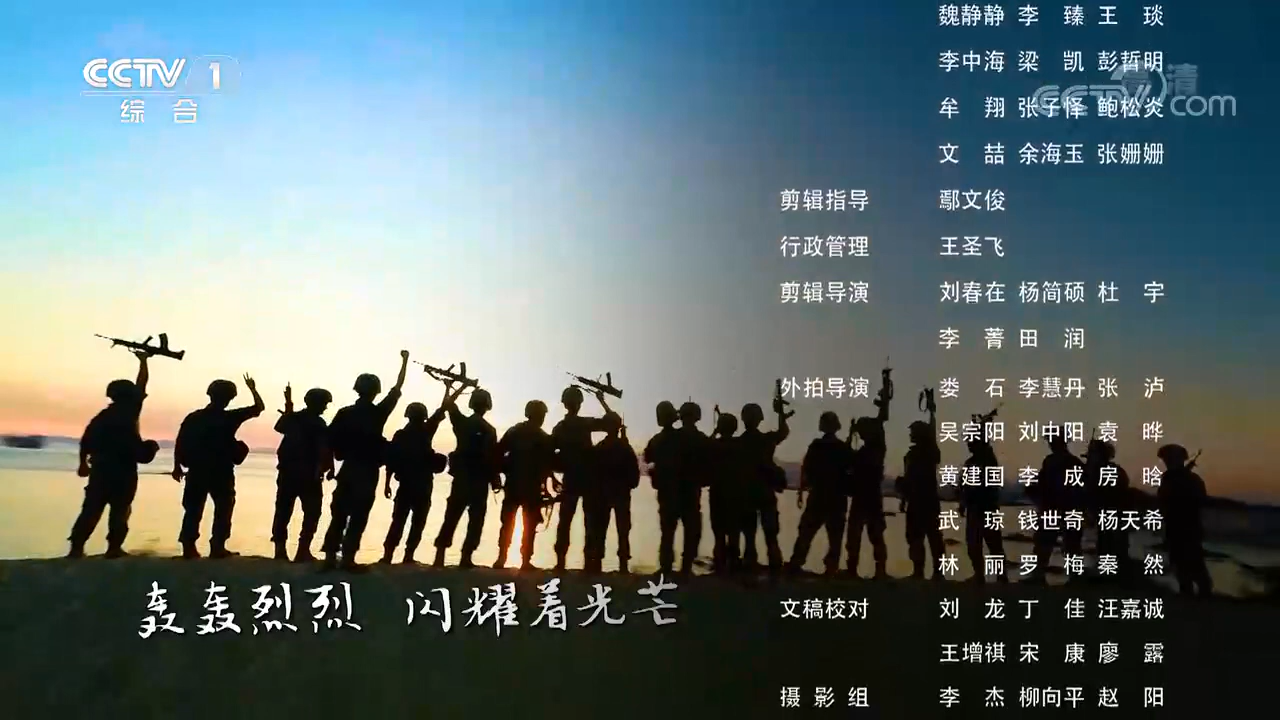 CCTV 1
综合
CCTV.com
高清
魏静静 李 臻 王 琰
李中海 梁 凯 彭哲明
牟 翔 张子怿 鲍松炎
文 喆 余海玉 张姗姗
剪辑指导 鄢文俊
行政管理 王圣飞
剪辑导演 刘春在 杨简硕 杜 宇
李 菁 田 润
外拍导演 娄 石 李慧丹 张 泸
吴宗阳 刘中阳 袁 晔
黄建国 李 成 房 晗
武 琼 钱世奇 杨天希
林 丽 罗 梅 秦 然
文稿校对 刘 龙 丁 佳 汪嘉诚
王增祺 宋 康 廖 露
摄影组 李 杰 柳向平 赵 阳
轰轰烈烈 闪耀着光芒